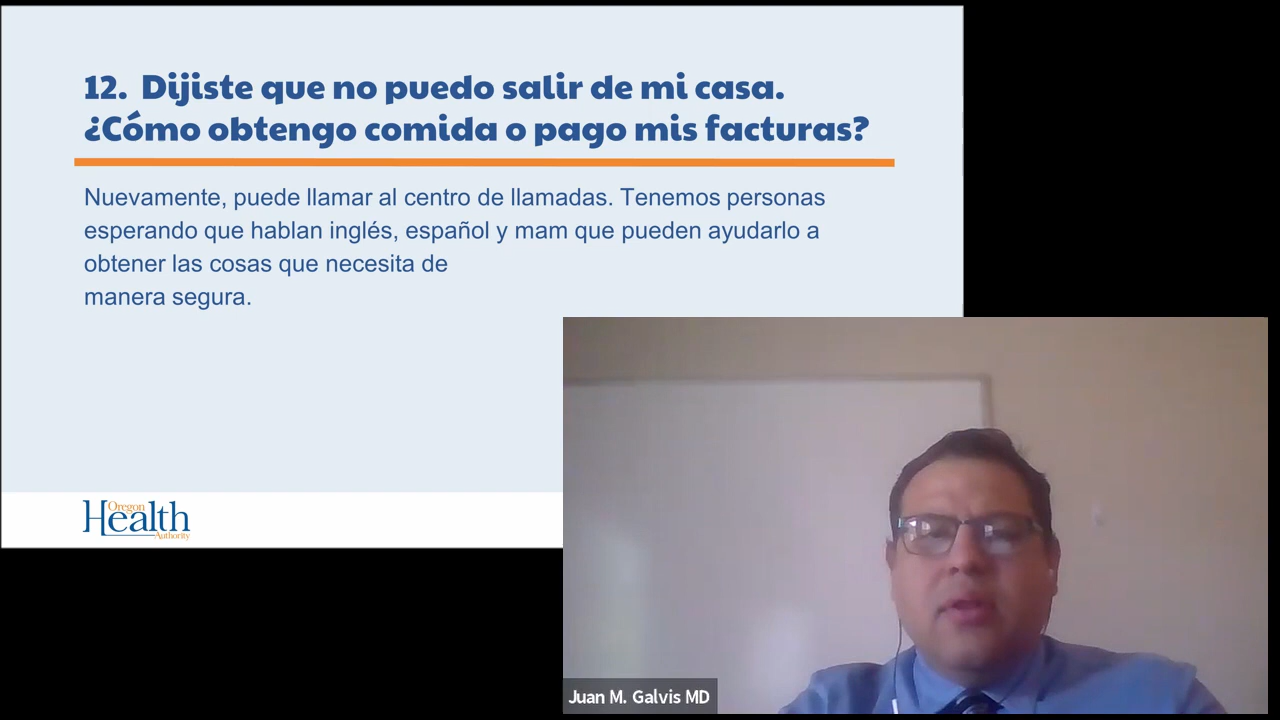 12. Dijiste que no puedo salir de mi casa.
¿Cómo obtengo comida o pago mis facturas?
Nuevamente, puede llamar al centro de llamadas. Tenemos personas
esperando que hablan inglés, español y mam que pueden ayudarlo a
obtener las cosas que necesita de
manera segura.
Oregon
Health
Authority
Juan M. Galvis MD